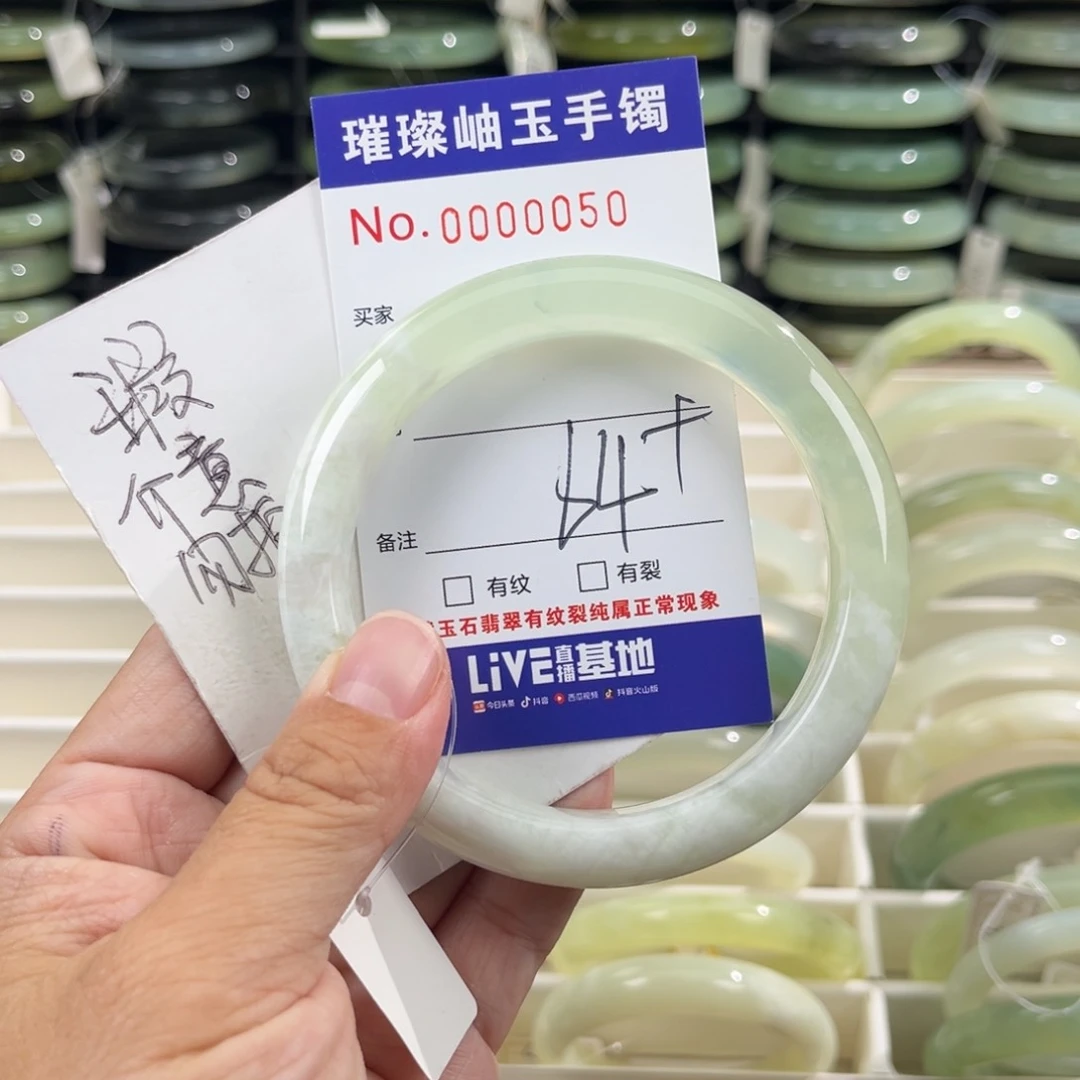 璀璨岫玉手镯
No.0000050
买家
54+
备注
有纹 有裂
玉石翡翠有纹裂纯属正常现象
LIVE直播基地
今日头条 抖音 西瓜视频 抖音火山版